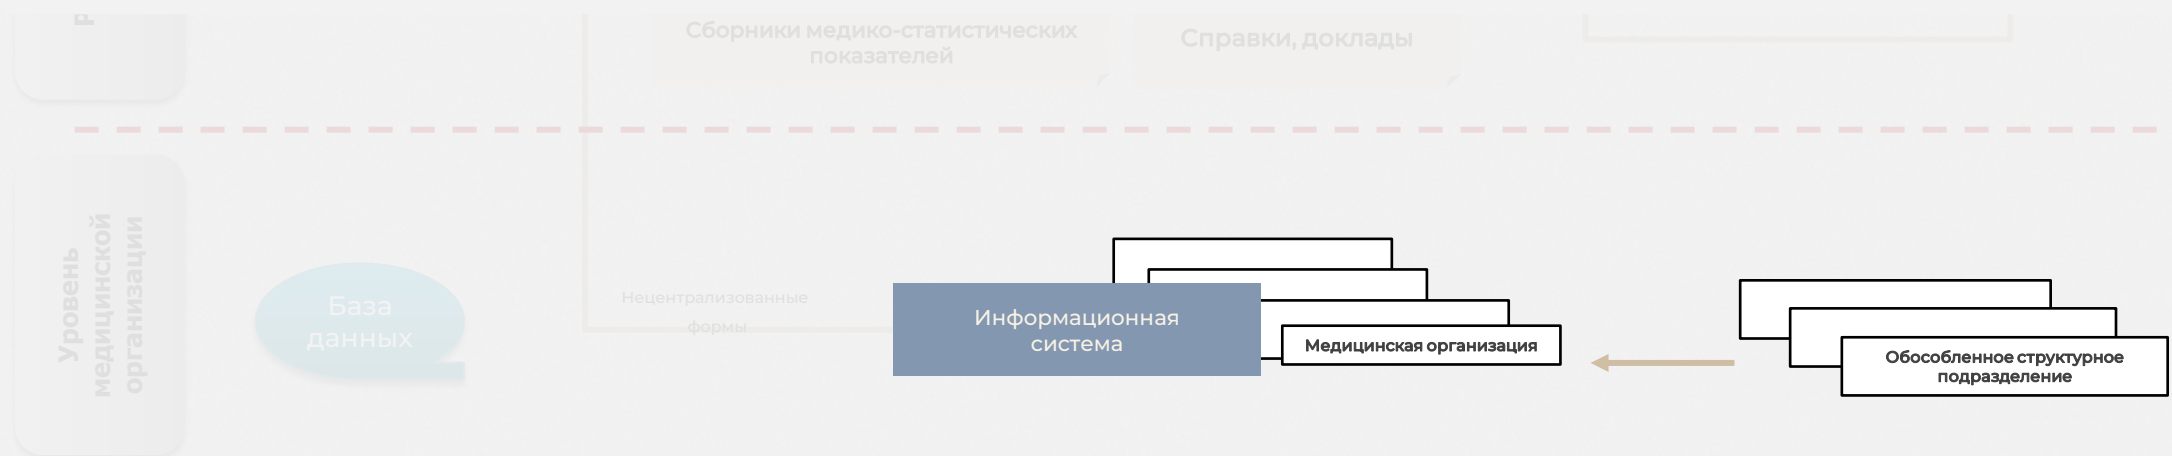 Сборники медико-статистических
показателей
Справки, доклады
Уровень
медицинской
организации
База
данных
Нецентрализованные
формы
Информационная
система
Медицинская организация
Обособленное структурное
подразделение